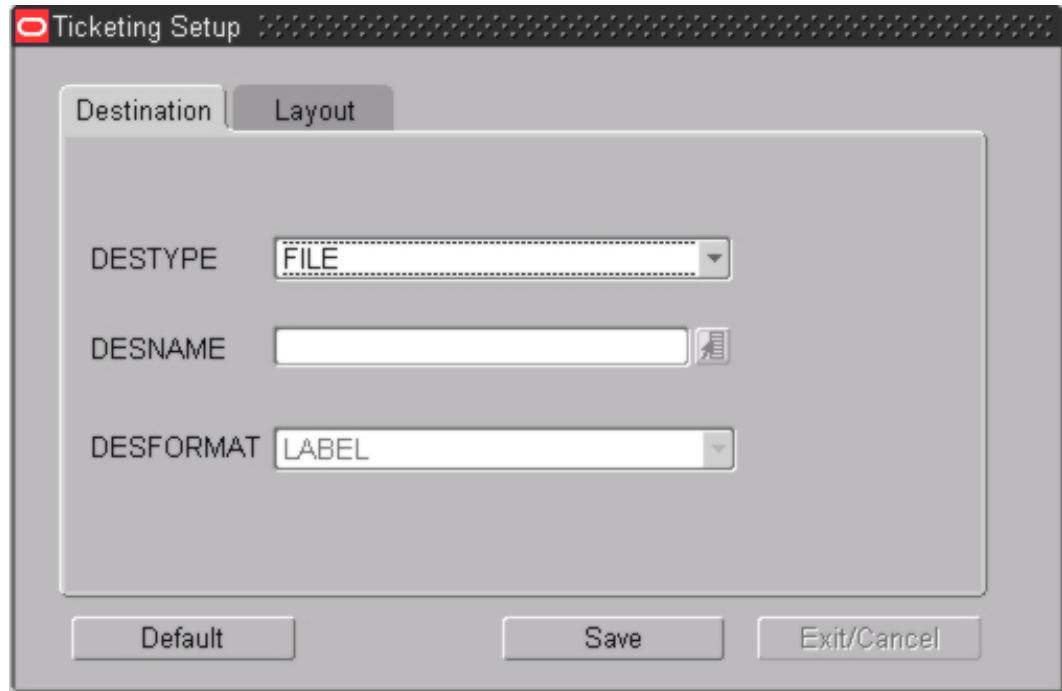 Ticketing Setup
Destination Layout
DESTYPE FILE
DESNAME
DESFORMAT LABEL
Default Save Exit/Cancel